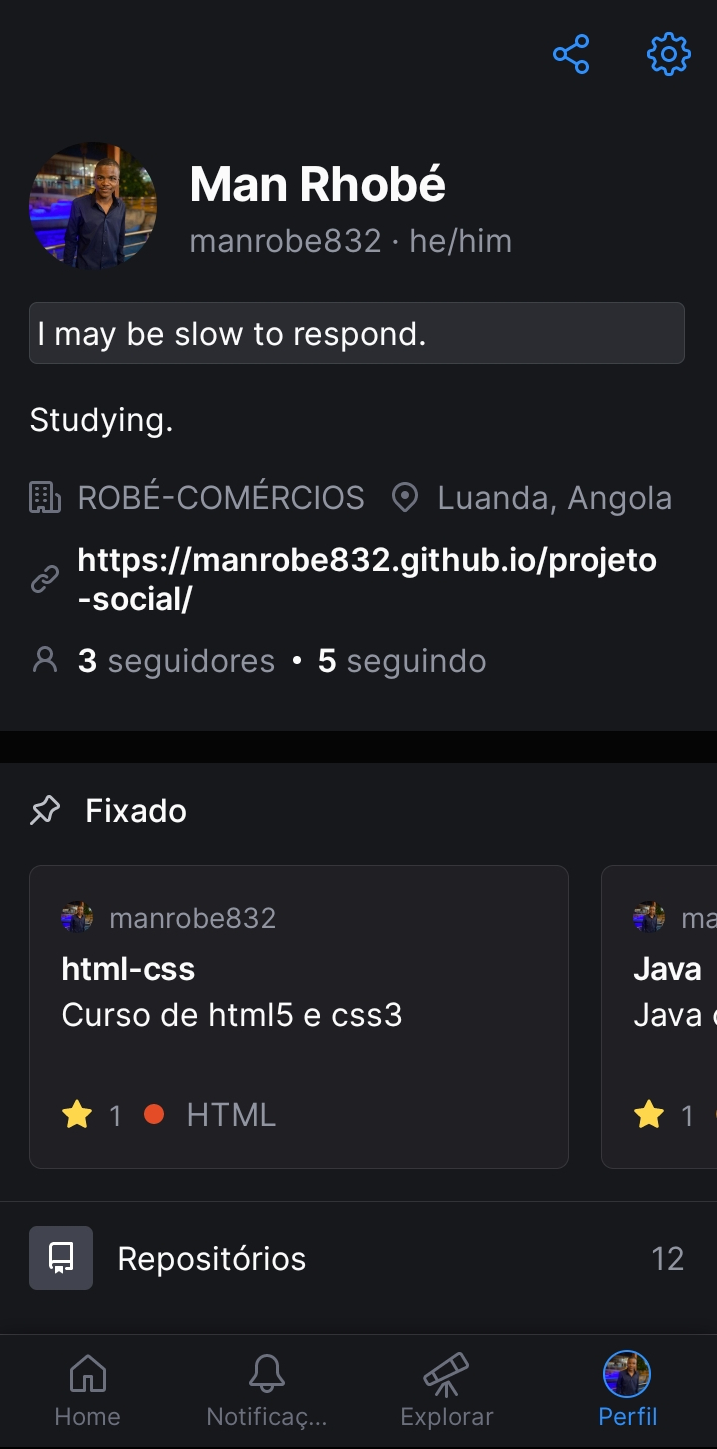 Man Rhobé
manrobe832 · he/him
I may be slow to respond.
Studying.
ROBÉ-COMÉRCIOS Luanda, Angola
https://manrobe832.github.io/projeto
-social/
3 seguidores • 5 seguindo
Fixado
manrobe832
html-css
Curso de html5 e css3
1 HTML
ma
Java
Java
1
Repositórios 12
Home Notificaç... Explorar Perfil